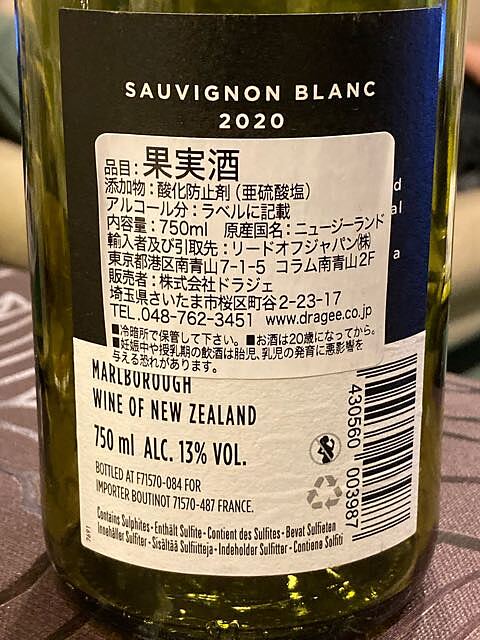 SAUVIGNON BLANC
2020
品目：果実酒
添加物：酸化防止剤（亜硫酸塩）
アルコール分：ラベルに記載
内容量：750ml 原産国名：ニュージーランド
輸入者及び引取先：リードオフジャパン㈱
東京都港区南青山7-1-5 コラム南青山2F
販売者：株式会社ドラジェ
埼玉県さいたま市桜区町谷2-23-17
TEL.048-762-3451 www.dragee.co.jp
■冷暗所で保管して下さい。■お酒は20歳になってから。
■妊娠中や授乳期の飲酒は胎児、乳児の発育に悪影響を
与える恐れがあります。
d
al
a
MARLBOROUGH
WINE OF NEW ZEALAND
750 ml ALC. 13% VOL.
BOTTLED AT F71570-084 FOR
IMPORTER BOUTINOT 71570-487 FRANCE.
Contains Sulphites - Enthält Sulfite - Contient des Sulfites - Bevat Sulfieten
Innehåller Sulfiter - Sisältää Sulfiitteja - Indeholder Sulfitter - Contiene Solfiti
430560 003987